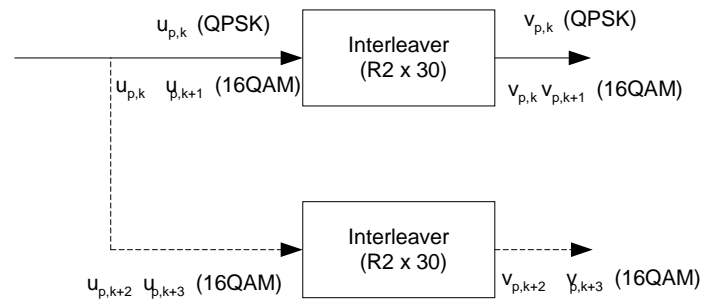 u_p,k (QPSK)
Interleaver
(R2 x 30)
v_p,k (QPSK)
u_p,k u_p,k+1 (16QAM)
v_p,k v_p,k+1 (16QAM)
Interleaver
(R2 x 30)
u_p,k+2 u_p,k+3 (16QAM)
v_p,k+2 v_p,k+3 (16QAM)